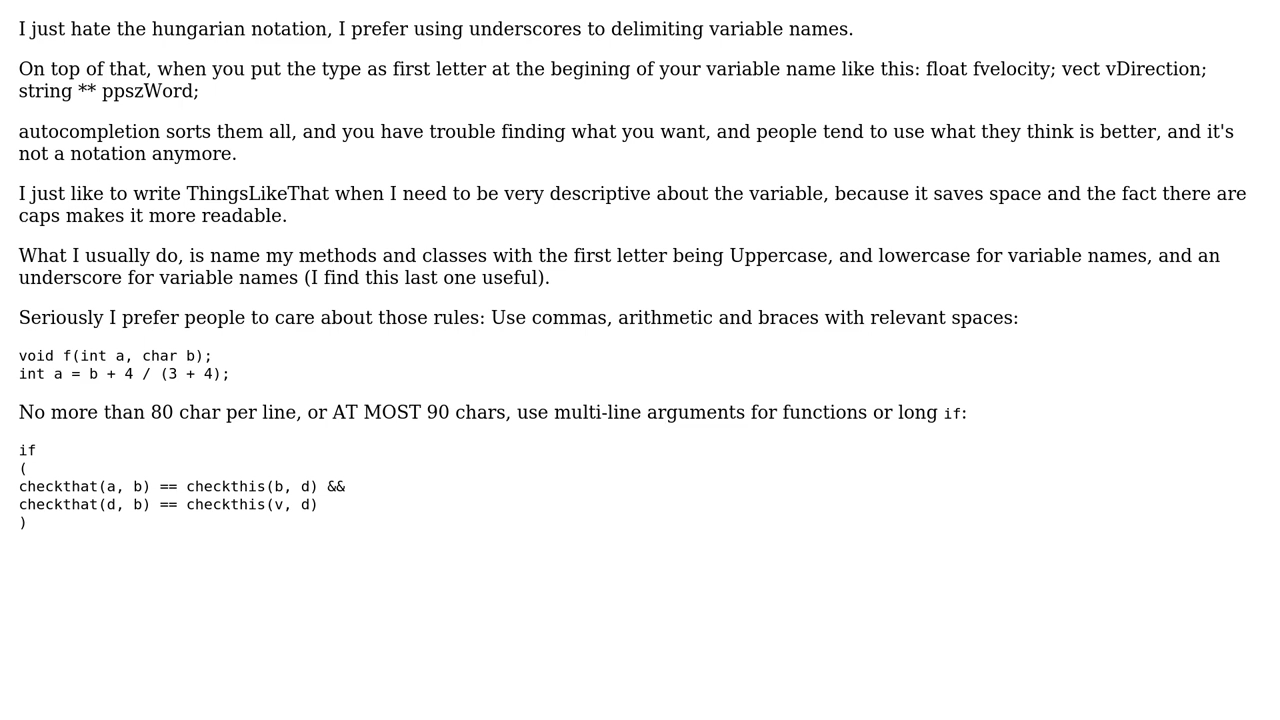 I just hate the hungarian notation, I prefer using underscores to delimiting variable names.
On top of that, when you put the type as first letter at the begining of your variable name like this: float fvelocity; vect vDirection;
string ** ppszWord;
autocompletion sorts them all, and you have trouble finding what you want, and people tend to use what they think is better, and it's
not a notation anymore.
I just like to write ThingsLikeThat when I need to be very descriptive about the variable, because it saves space and the fact there are
caps makes it more readable.
What I usually do, is name my methods and classes with the first letter being Uppercase, and lowercase for variable names, and an
underscore for variable names (I find this last one useful).
Seriously I prefer people to care about those rules: Use commas, arithmetic and braces with relevant spaces:
void f(int a, char b);
int a = b + 4 / (3 + 4);
No more than 80 char per line, or AT MOST 90 chars, use multi-line arguments for functions or long if:
if
(
checkthat(a, b) == checkthis(b, d) &&
checkthat(d, b) == checkthis(v, d)
)